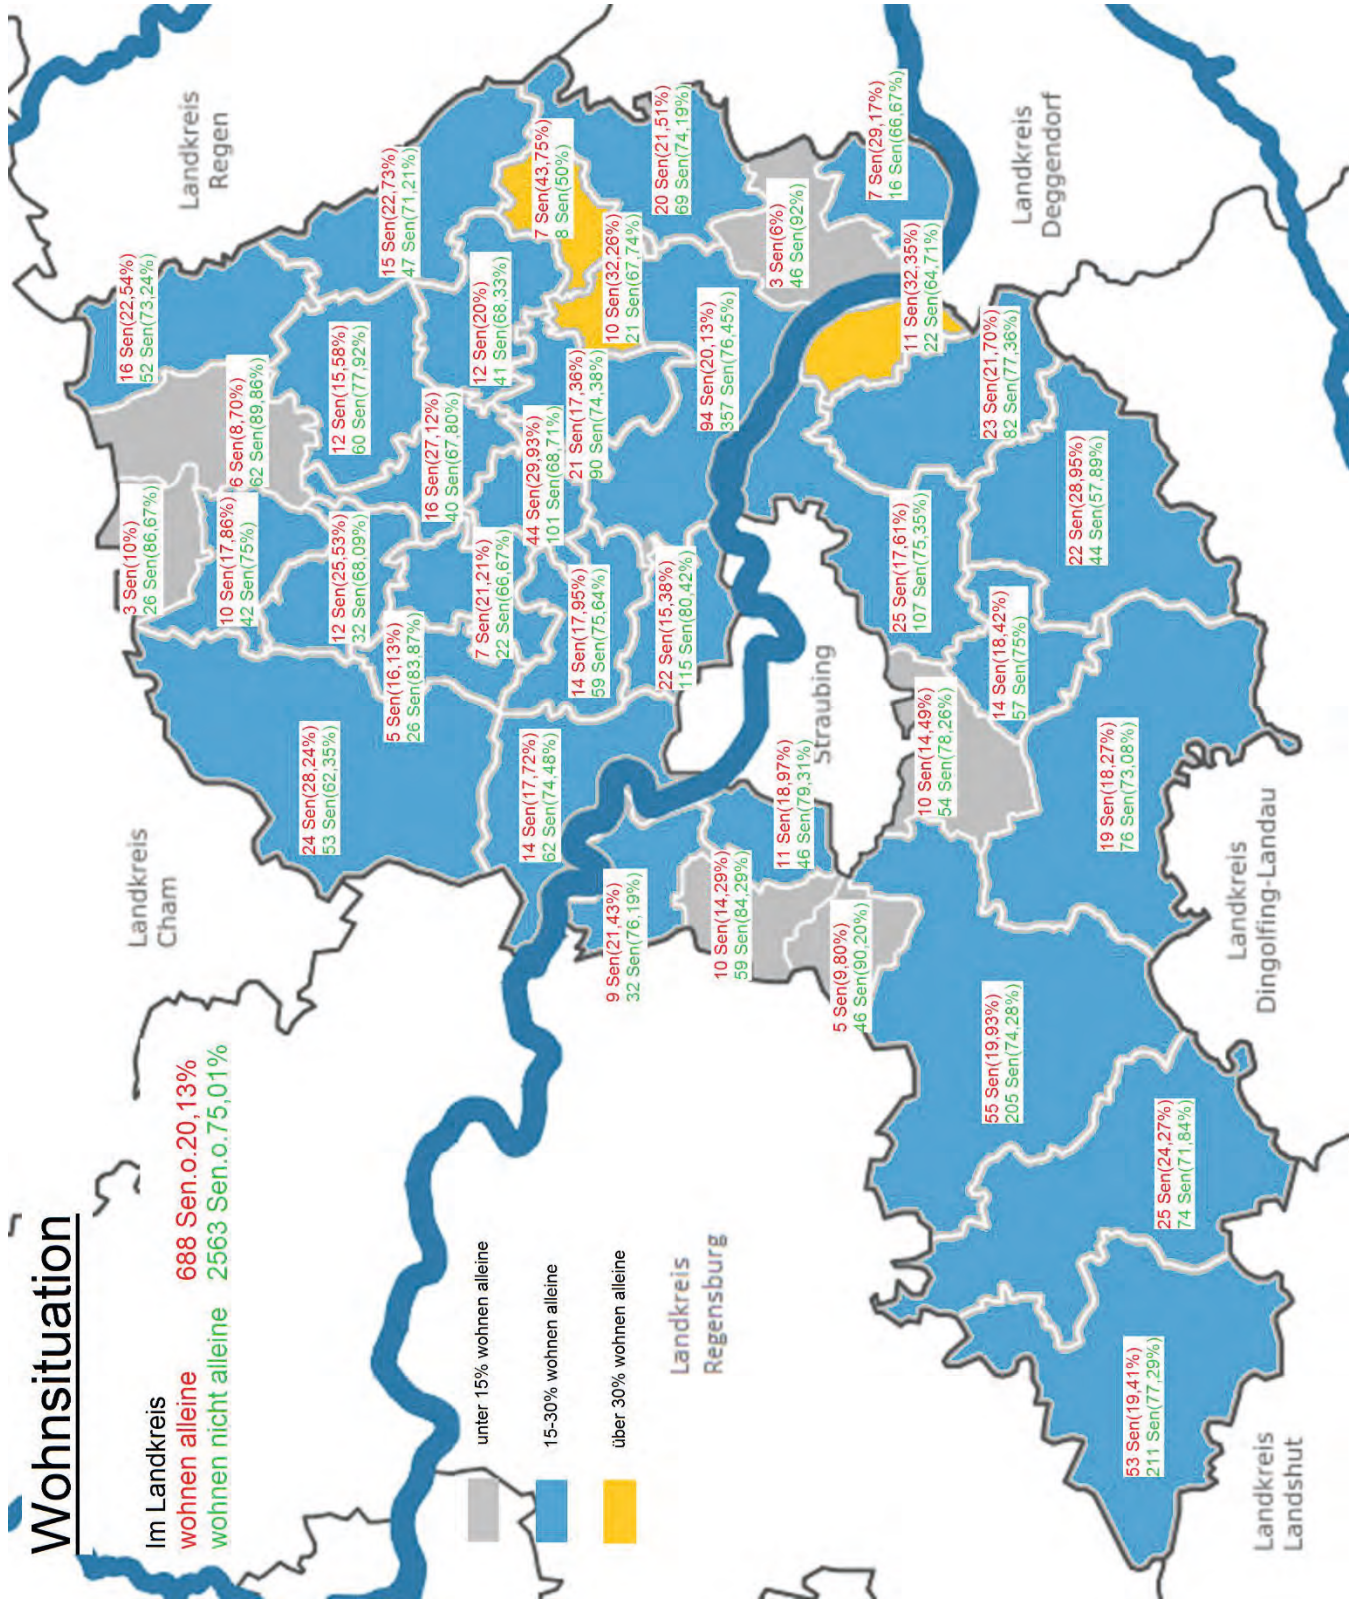 Wohnsituation
Im Landkreis
wohnen alleine 688 Sen.o.20,13%
wohnen nicht alleine 2563 Sen.o.75,01%
unter 15% wohnen alleine
15-30% wohnen alleine
über 30% wohnen alleine
Landkreis
Cham
Landkreis
Regen
Landkreis
Regensburg
Straubing
Landkreis
Deggendorf
Landkreis
Dingolfing-Landau
Landkreis
Landshut
3 Sen(10%)
26 Sen(86,67%)
16 Sen(22,54%)
52 Sen(73,24%)
6 Sen(8,70%)
62 Sen(89,86%)
10 Sen(17,86%)
42 Sen(75%)
24 Sen(28,24%)
53 Sen(62,35%)
12 Sen(25,53%)
32 Sen(68,09%)
12 Sen(15,58%)
60 Sen(77,92%)
15 Sen(22,73%)
47 Sen(71,21%)
5 Sen(16,13%)
26 Sen(83,87%)
16 Sen(27,12%)
40 Sen(67,80%)
7 Sen(21,21%)
22 Sen(66,67%)
12 Sen(20%)
41 Sen(68,33%)
14 Sen(17,72%)
62 Sen(74,48%)
44 Sen(29,93%)
101 Sen(68,71%)
7 Sen(43,75%)
8 Sen(50%)
14 Sen(17,95%)
59 Sen(75,64%)
21 Sen(17,36%)
90 Sen(74,38%)
10 Sen(32,26%)
21 Sen(67,74%)
9 Sen(21,43%)
32 Sen(76,19%)
22 Sen(15,38%)
115 Sen(80,42%)
20 Sen(21,51%)
69 Sen(74,19%)
10 Sen(14,29%)
59 Sen(84,29%)
94 Sen(20,13%)
357 Sen(76,45%)
3 Sen(6%)
46 Sen(92%)
11 Sen(18,97%)
46 Sen(79,31%)
5 Sen(9,80%)
46 Sen(90,20%)
7 Sen(29,17%)
16 Sen(66,67%)
25 Sen(17,61%)
107 Sen(75,35%)
11 Sen(32,35%)
22 Sen(64,71%)
10 Sen(14,49%)
54 Sen(78,26%)
55 Sen(19,93%)
205 Sen(74,28%)
14 Sen(18,42%)
57 Sen(75%)
23 Sen(21,70%)
82 Sen(77,36%)
22 Sen(28,95%)
44 Sen(57,89%)
19 Sen(18,27%)
76 Sen(73,08%)
25 Sen(24,27%)
74 Sen(71,84%)
53 Sen(19,41%)
211 Sen(77,29%)